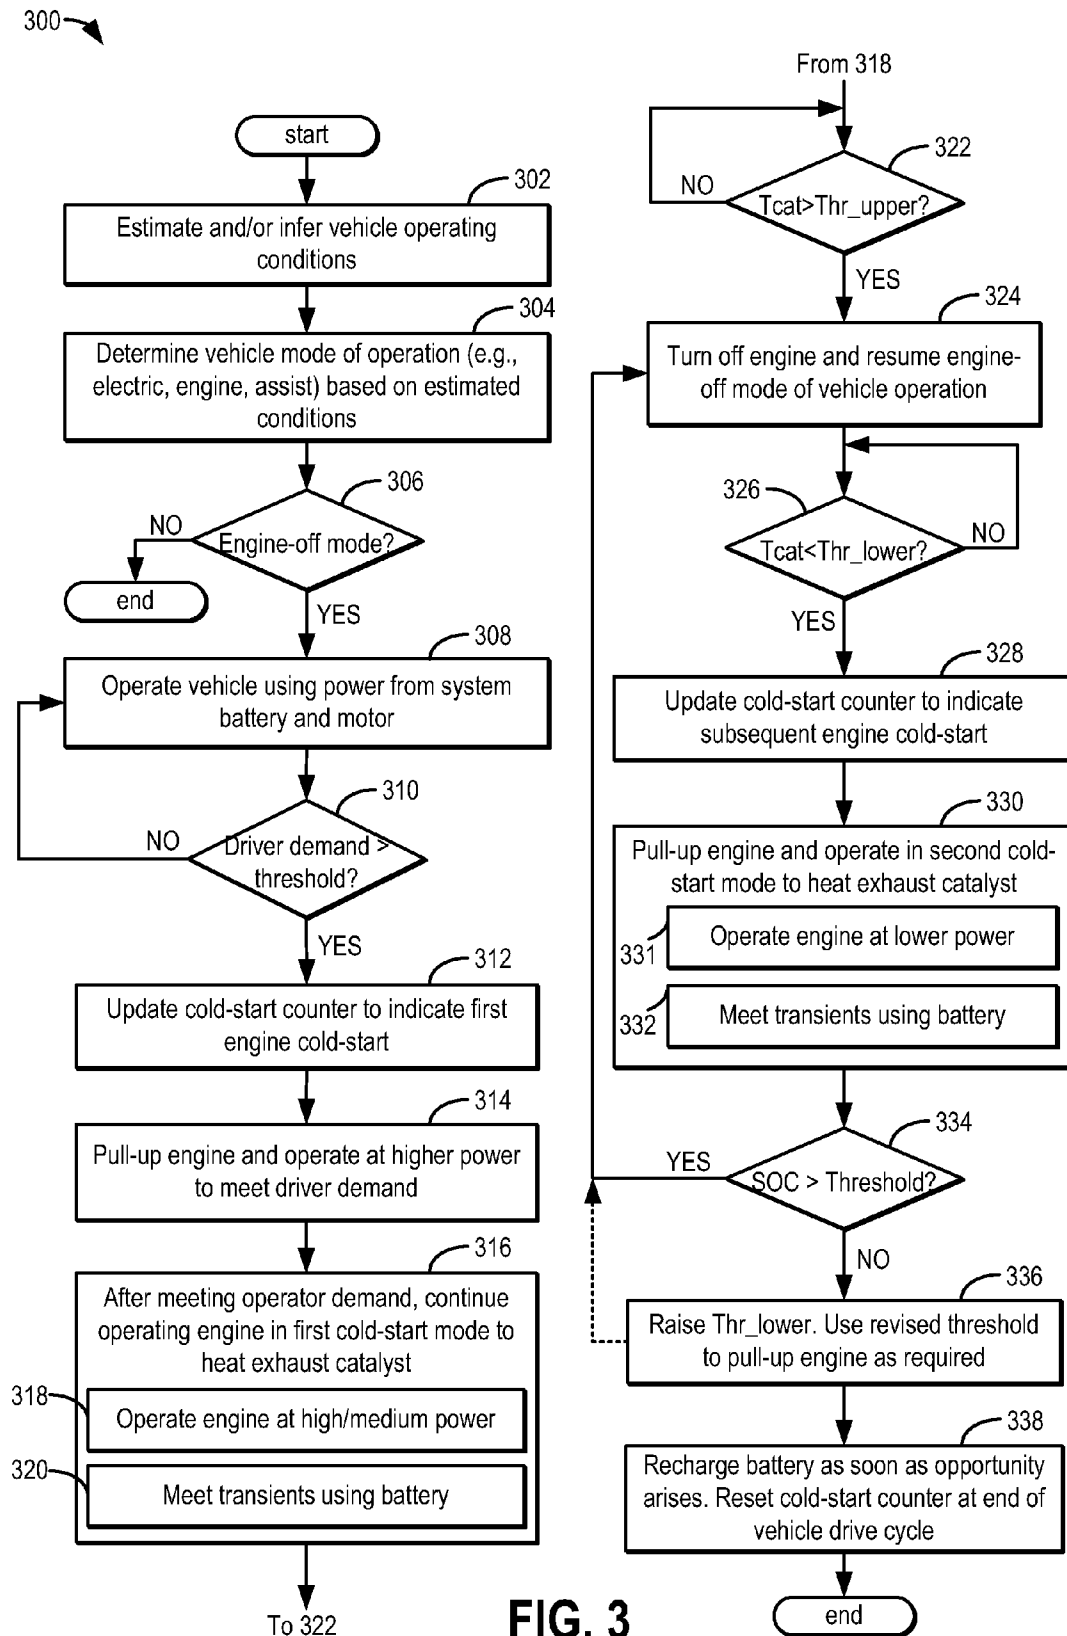 300
start
302
Estimate and/or infer vehicle operating
conditions
304
Determine vehicle mode of operation (e.g.,
electric, engine, assist) based on estimated
conditions
306
NO
Engine-off mode?
end
YES
308
Operate vehicle using power from system
battery and motor
310
NO
Driver demand >
threshold?
YES
312
Update cold-start counter to indicate first
engine cold-start
314
Pull-up engine and operate at higher power
to meet driver demand
316
After meeting operator demand, continue
operating engine in first cold-start mode to
heat exhaust catalyst
318
Operate engine at high/medium power
320
Meet transients using battery
To 322
From 318
322
NO
Tcat>Thr_upper?
YES
324
Turn off engine and resume engine-
off mode of vehicle operation
326
Tcat<Thr_lower?
NO
YES
328
Update cold-start counter to indicate
subsequent engine cold-start
330
Pull-up engine and operate in second cold-
start mode to heat exhaust catalyst
331
Operate engine at lower power
332
Meet transients using battery
334
YES
SOC > Threshold?
NO
336
Raise Thr_lower. Use revised threshold
to pull-up engine as required
338
Recharge battery as soon as opportunity
arises. Reset cold-start counter at end of
vehicle drive cycle
end
FIG. 3